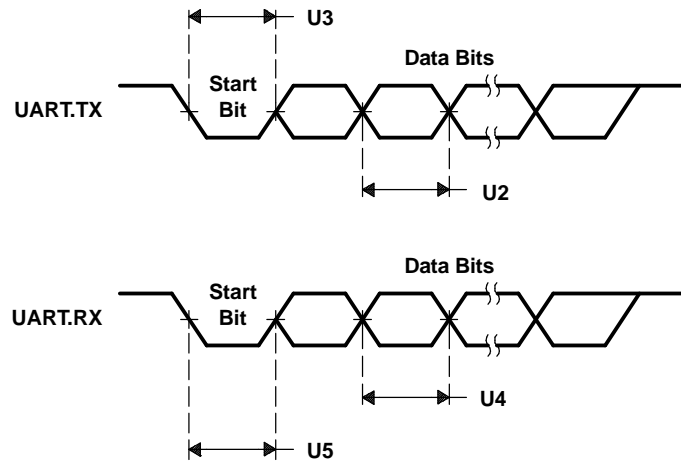 U3
Data Bits
Start
Bit
UART.TX
U2
Data Bits
Start
Bit
UART.RX
U4
U5